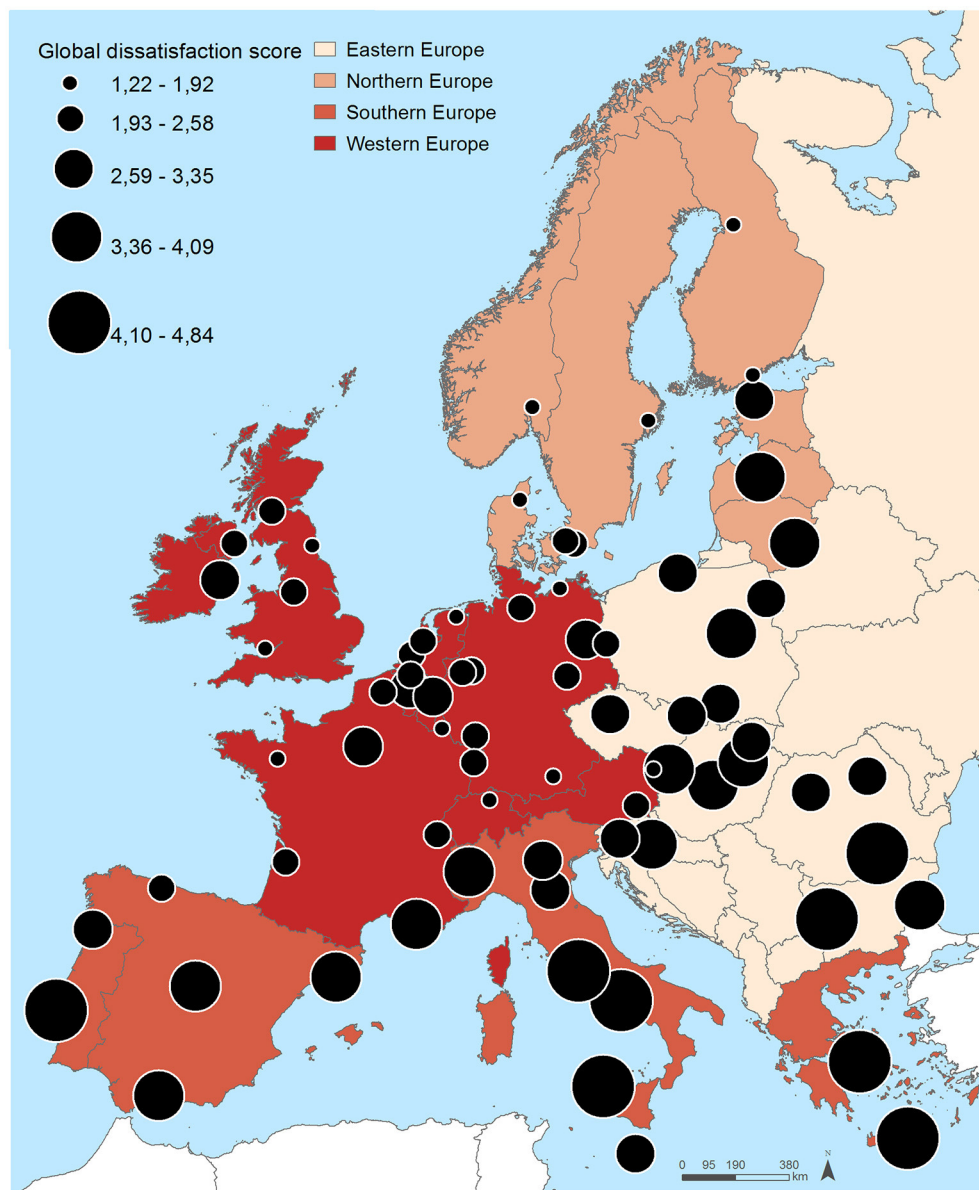 Global dissatisfaction score
1,22 - 1,92
1,93 - 2,58
2,59 - 3,35
3,36 - 4,09
4,10 - 4,84
Eastern Europe
Northern Europe
Southern Europe
Western Europe
N
0 95 190 380
km